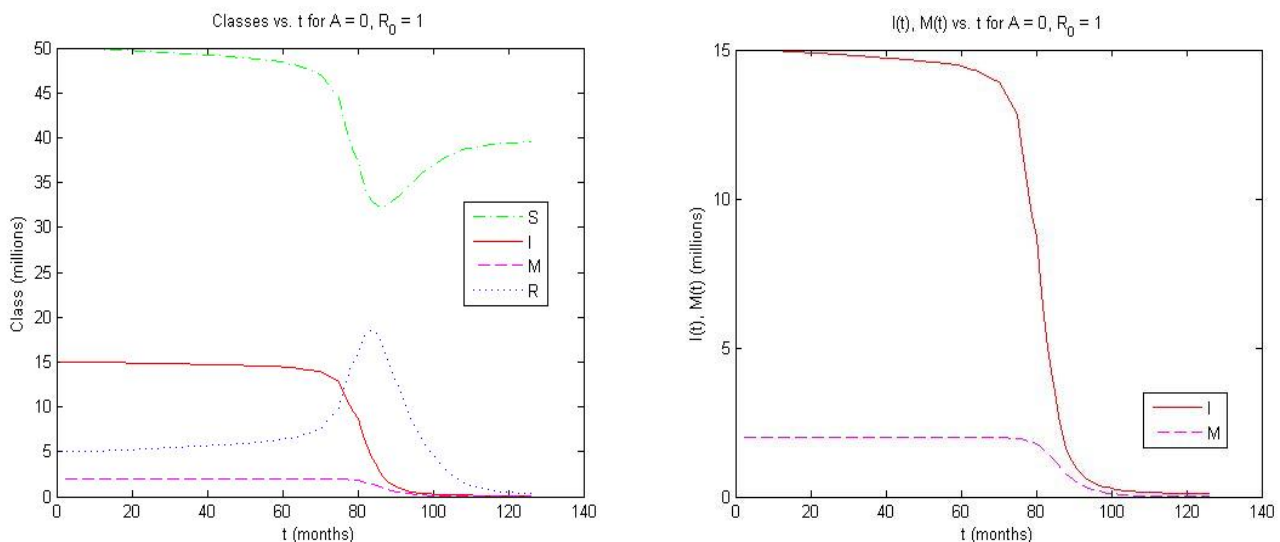 Classes vs. t for A = 0, R_0 = 1
50
45
40
35
30
25
20
15
10
5
0
Class (millions)
S
I
M
R
0 20 40 60 80 100 120 140
t (months)
I(t), M(t) vs. t for A = 0, R_0 = 1
15
10
5
0
I(t), M(t) (millions)
I
M
0 20 40 60 80 100 120 140
t (months)